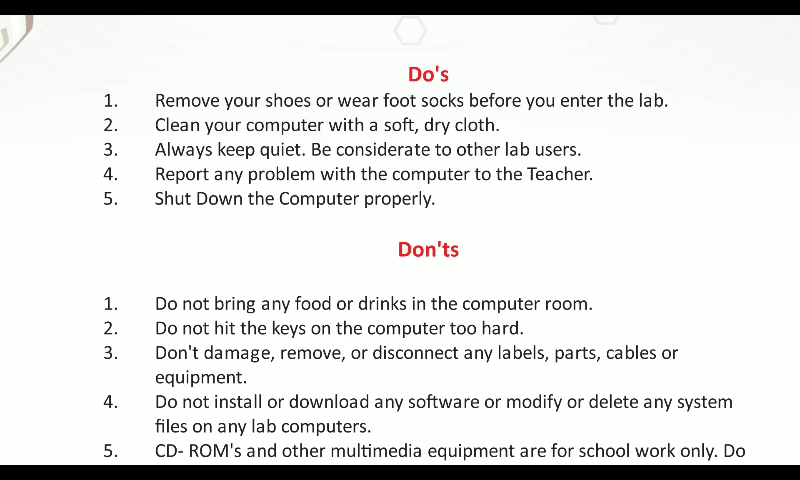 Do's
1. Remove your shoes or wear foot socks before you enter the lab.
2. Clean your computer with a soft, dry cloth.
3. Always keep quiet. Be considerate to other lab users.
4. Report any problem with the computer to the Teacher.
5. Shut Down the Computer properly.
Don'ts
1. Do not bring any food or drinks in the computer room.
2. Do not hit the keys on the computer too hard.
3. Don't damage, remove, or disconnect any labels, parts, cables or
equipment.
4. Do not install or download any software or modify or delete any system
files on any lab computers.
5. CD- ROM's and other multimedia equipment are for school work only. Do